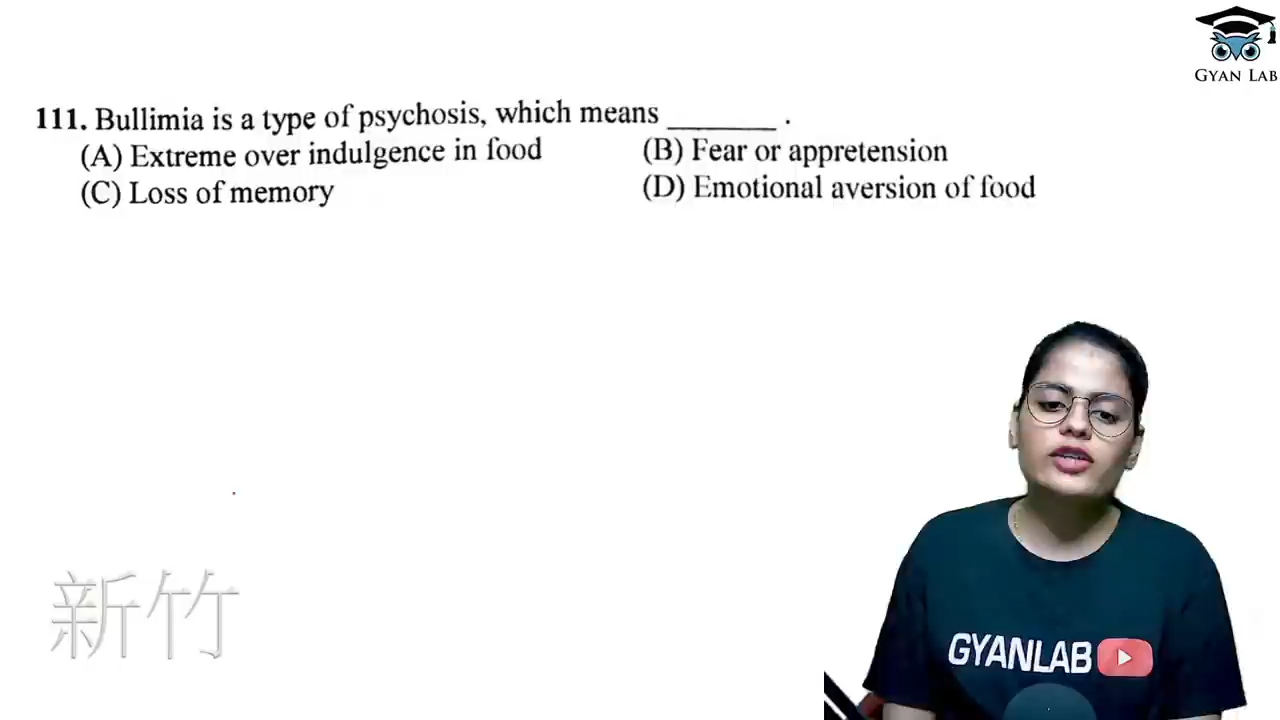 GYAN LAB
111. Bullimia is a type of psychosis, which means ______ .
(A) Extreme over indulgence in food (B) Fear or appretension
(C) Loss of memory (D) Emotional aversion of food
新竹
GYANLAB